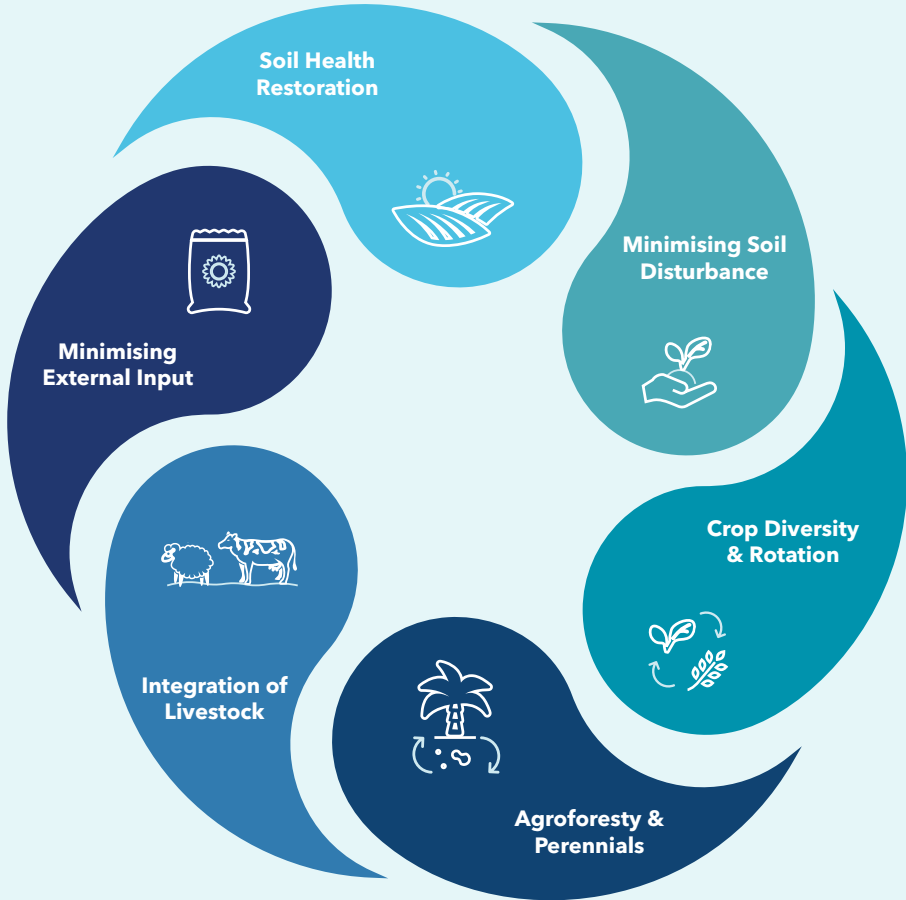 Soil Health
Restoration
Minimising Soil
Disturbance
Crop Diversity
& Rotation
Agroforesty &
Perennials
Integration of
Livestock
Minimising
External Input